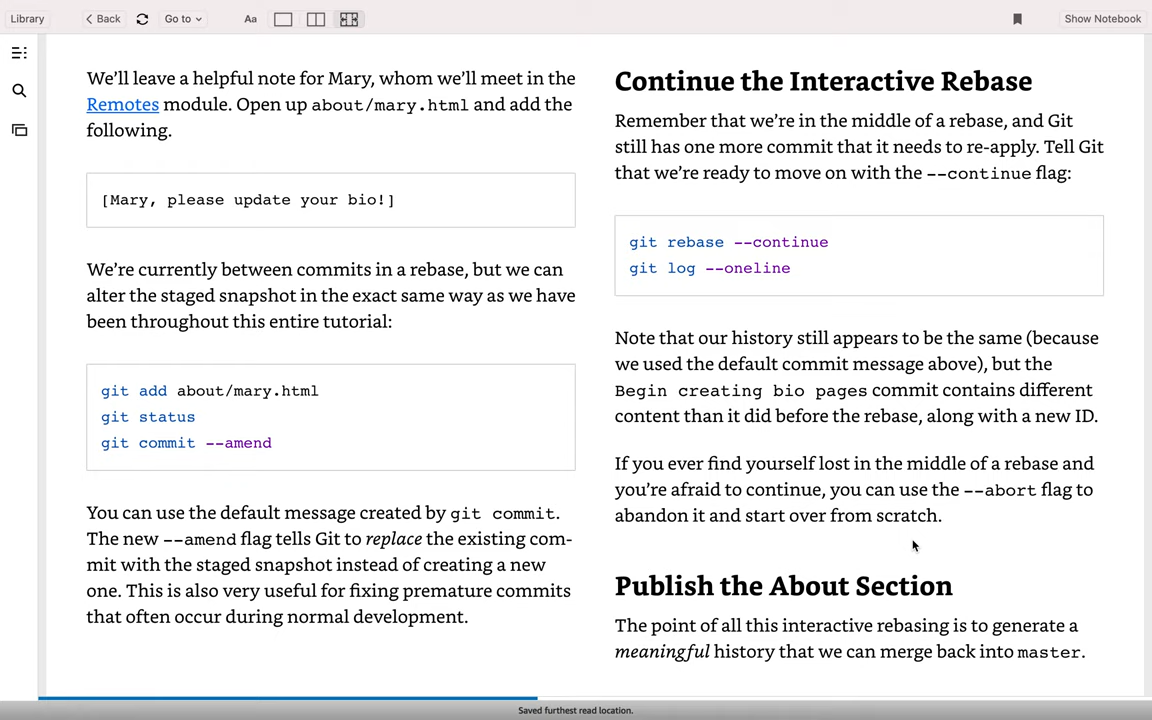 Library
Back
Go to
Aa
Show Notebook
We’ll leave a helpful note for Mary, whom we’ll meet in the
Remotes module. Open up about/mary.html and add the
following.
[Mary, please update your bio!]
We’re currently between commits in a rebase, but we can
alter the staged snapshot in the exact same way as we have
been throughout this entire tutorial:
git add about/mary.html
git status
git commit --amend
You can use the default message created by git commit.
The new --amend flag tells Git to replace the existing com-
mit with the staged snapshot instead of creating a new
one. This is also very useful for fixing premature commits
that often occur during normal development.
Continue the Interactive Rebase
Remember that we’re in the middle of a rebase, and Git
still has one more commit that it needs to re-apply. Tell Git
that we’re ready to move on with the --continue flag:
git rebase --continue
git log --oneline
Note that our history still appears to be the same (because
we used the default commit message above), but the
Begin creating bio pages commit contains different
content than it did before the rebase, along with a new ID.
If you ever find yourself lost in the middle of a rebase and
you’re afraid to continue, you can use the --abort flag to
abandon it and start over from scratch.
Publish the About Section
The point of all this interactive rebasing is to generate a
meaningful history that we can merge back into master.
Saved furthest read location.